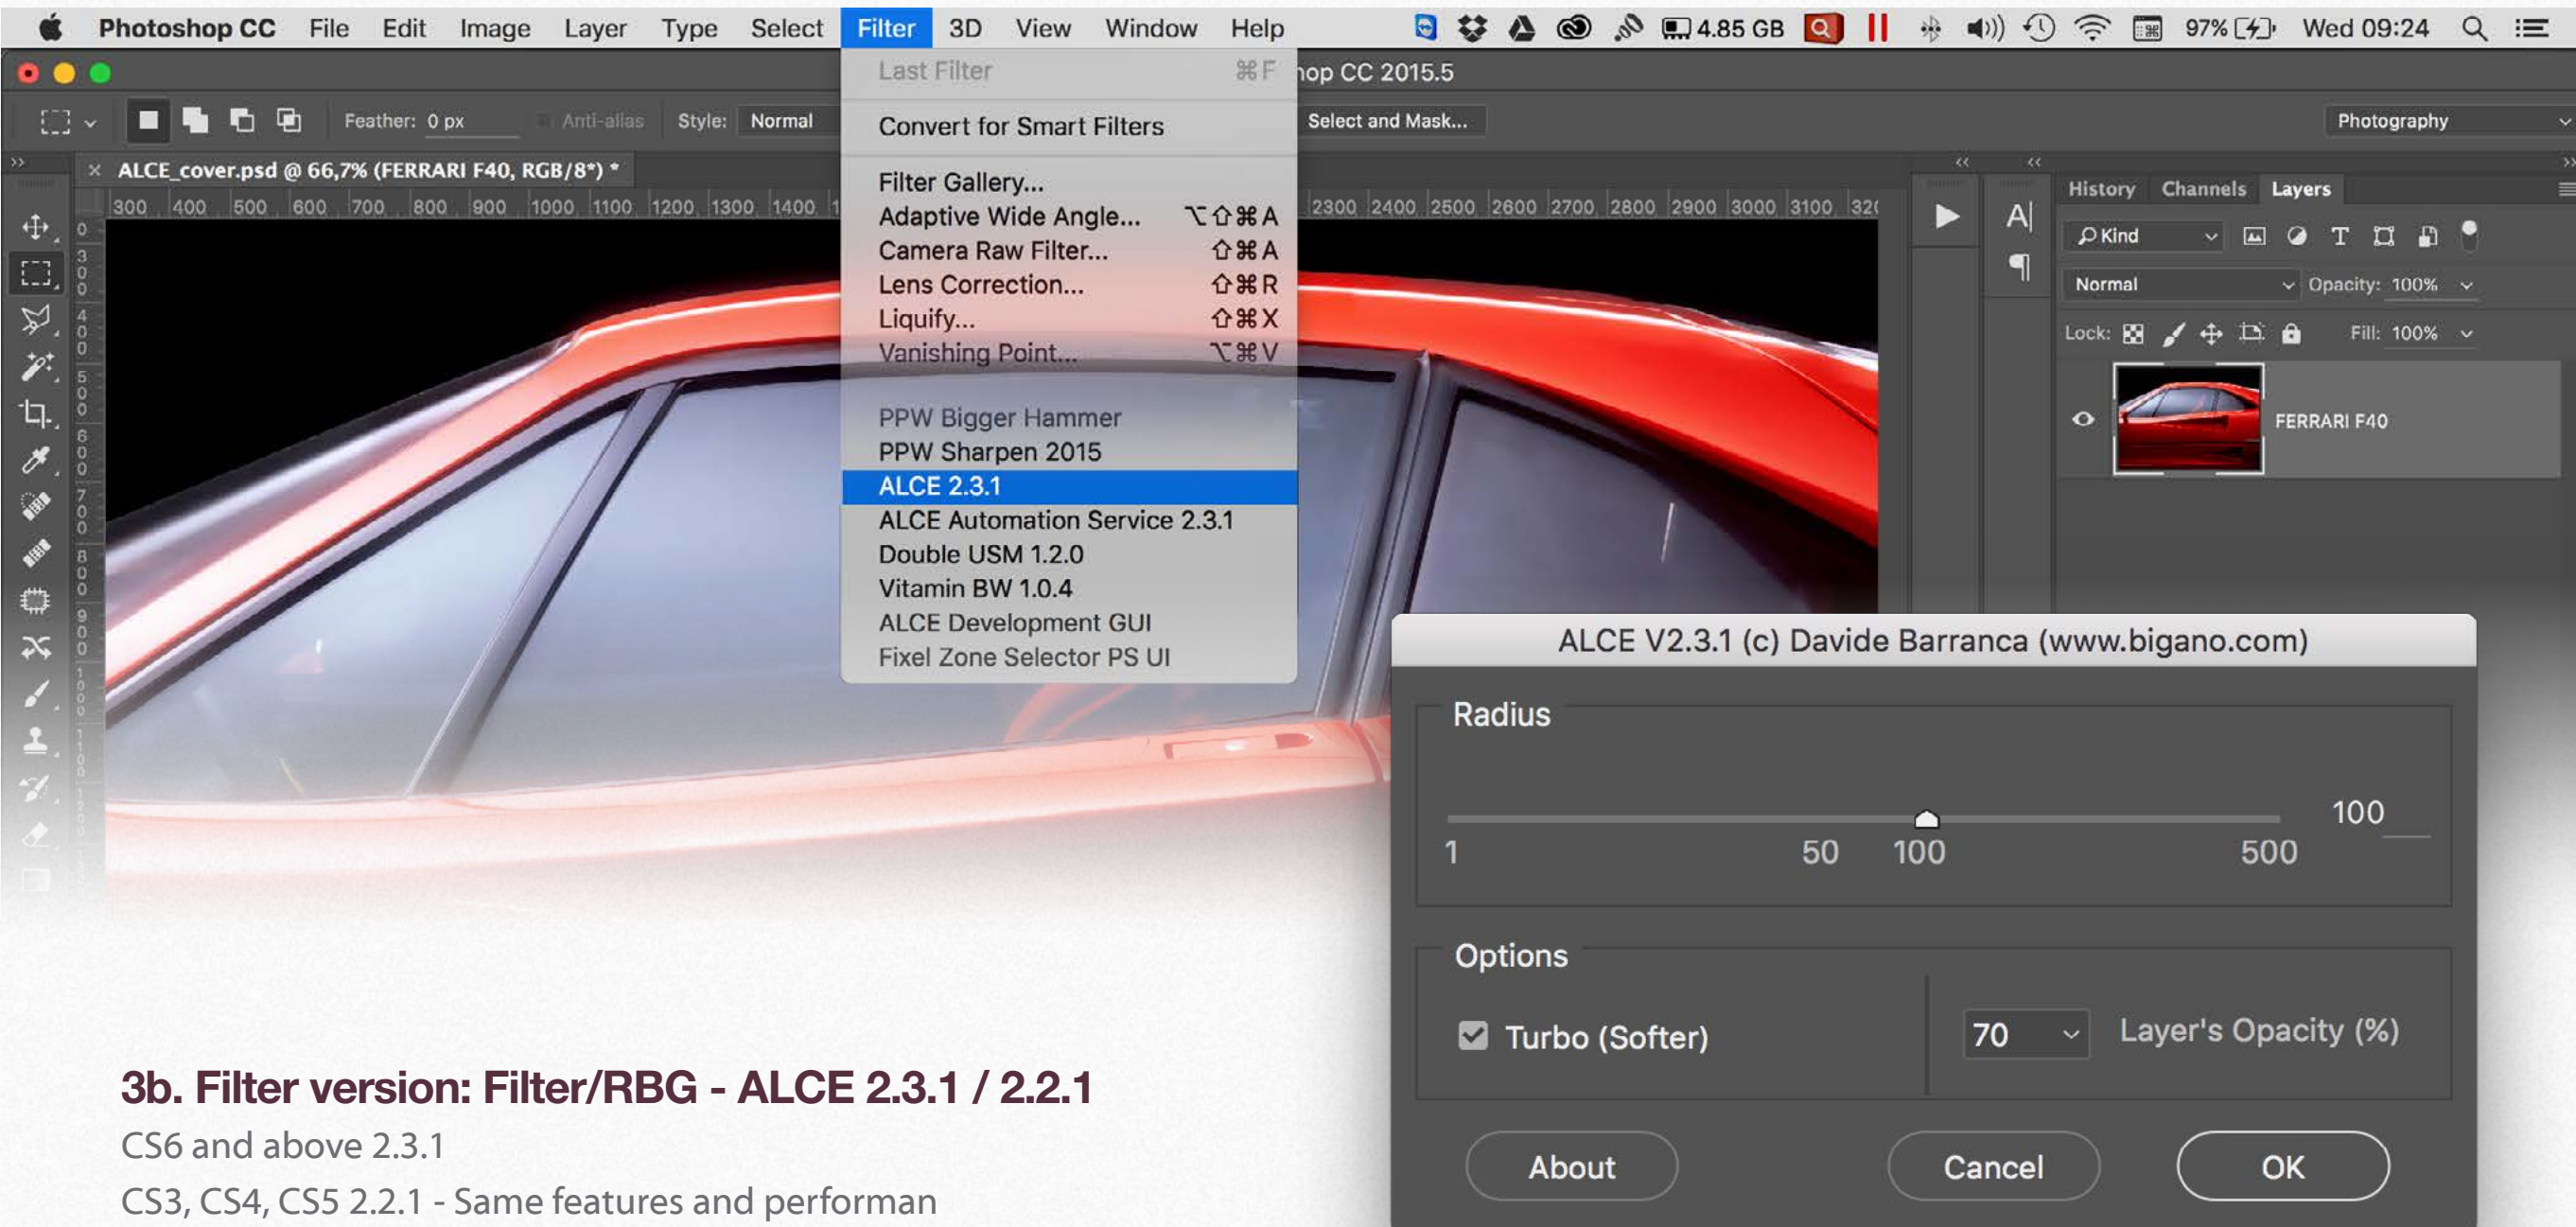 Photoshop CC File Edit Image Layer Type Select Filter 3D View Window Help 4.85 GB 97% Wed 09:24
Last Filter ⌘F
hop CC 2015.5
Feather: 0 px Anti-alias Style: Normal Select and Mask... Photography
Convert for Smart Filters
× ALCE_cover.psd @ 66,7% (FERRARI F40, RGB/8*) *
300 400 500 600 700 800 900 1000 1100 1200 1300 1400 2300 2400 2500 2600 2700 2800 2900 3000 3100
Filter Gallery...
Adaptive Wide Angle... ⌥⇧⌘A
Camera Raw Filter... ⇧⌘A
Lens Correction... ⇧⌘R
Liquify... ⇧⌘X
Vanishing Point... ⌥⌘V
PPW Bigger Hammer
PPW Sharpen 2015
ALCE 2.3.1
ALCE Automation Service 2.3.1
Double USM 1.2.0
Vitamin BW 1.0.4
ALCE Development GUI
Fixel Zone Selector PS UI
History Channels Layers
Kind
Normal Opacity: 100%
Lock: Fill: 100%
FERRARI F40
ALCE V2.3.1 (c) Davide Barranca (www.bigano.com)
Radius
100
1 50 100 500
Options
Turbo (Softer) 70 Layer's Opacity (%)
About Cancel OK
3b. Filter version: Filter/RBG - ALCE 2.3.1 / 2.2.1
CS6 and above 2.3.1
CS3, CS4, CS5 2.2.1 - Same features and performan